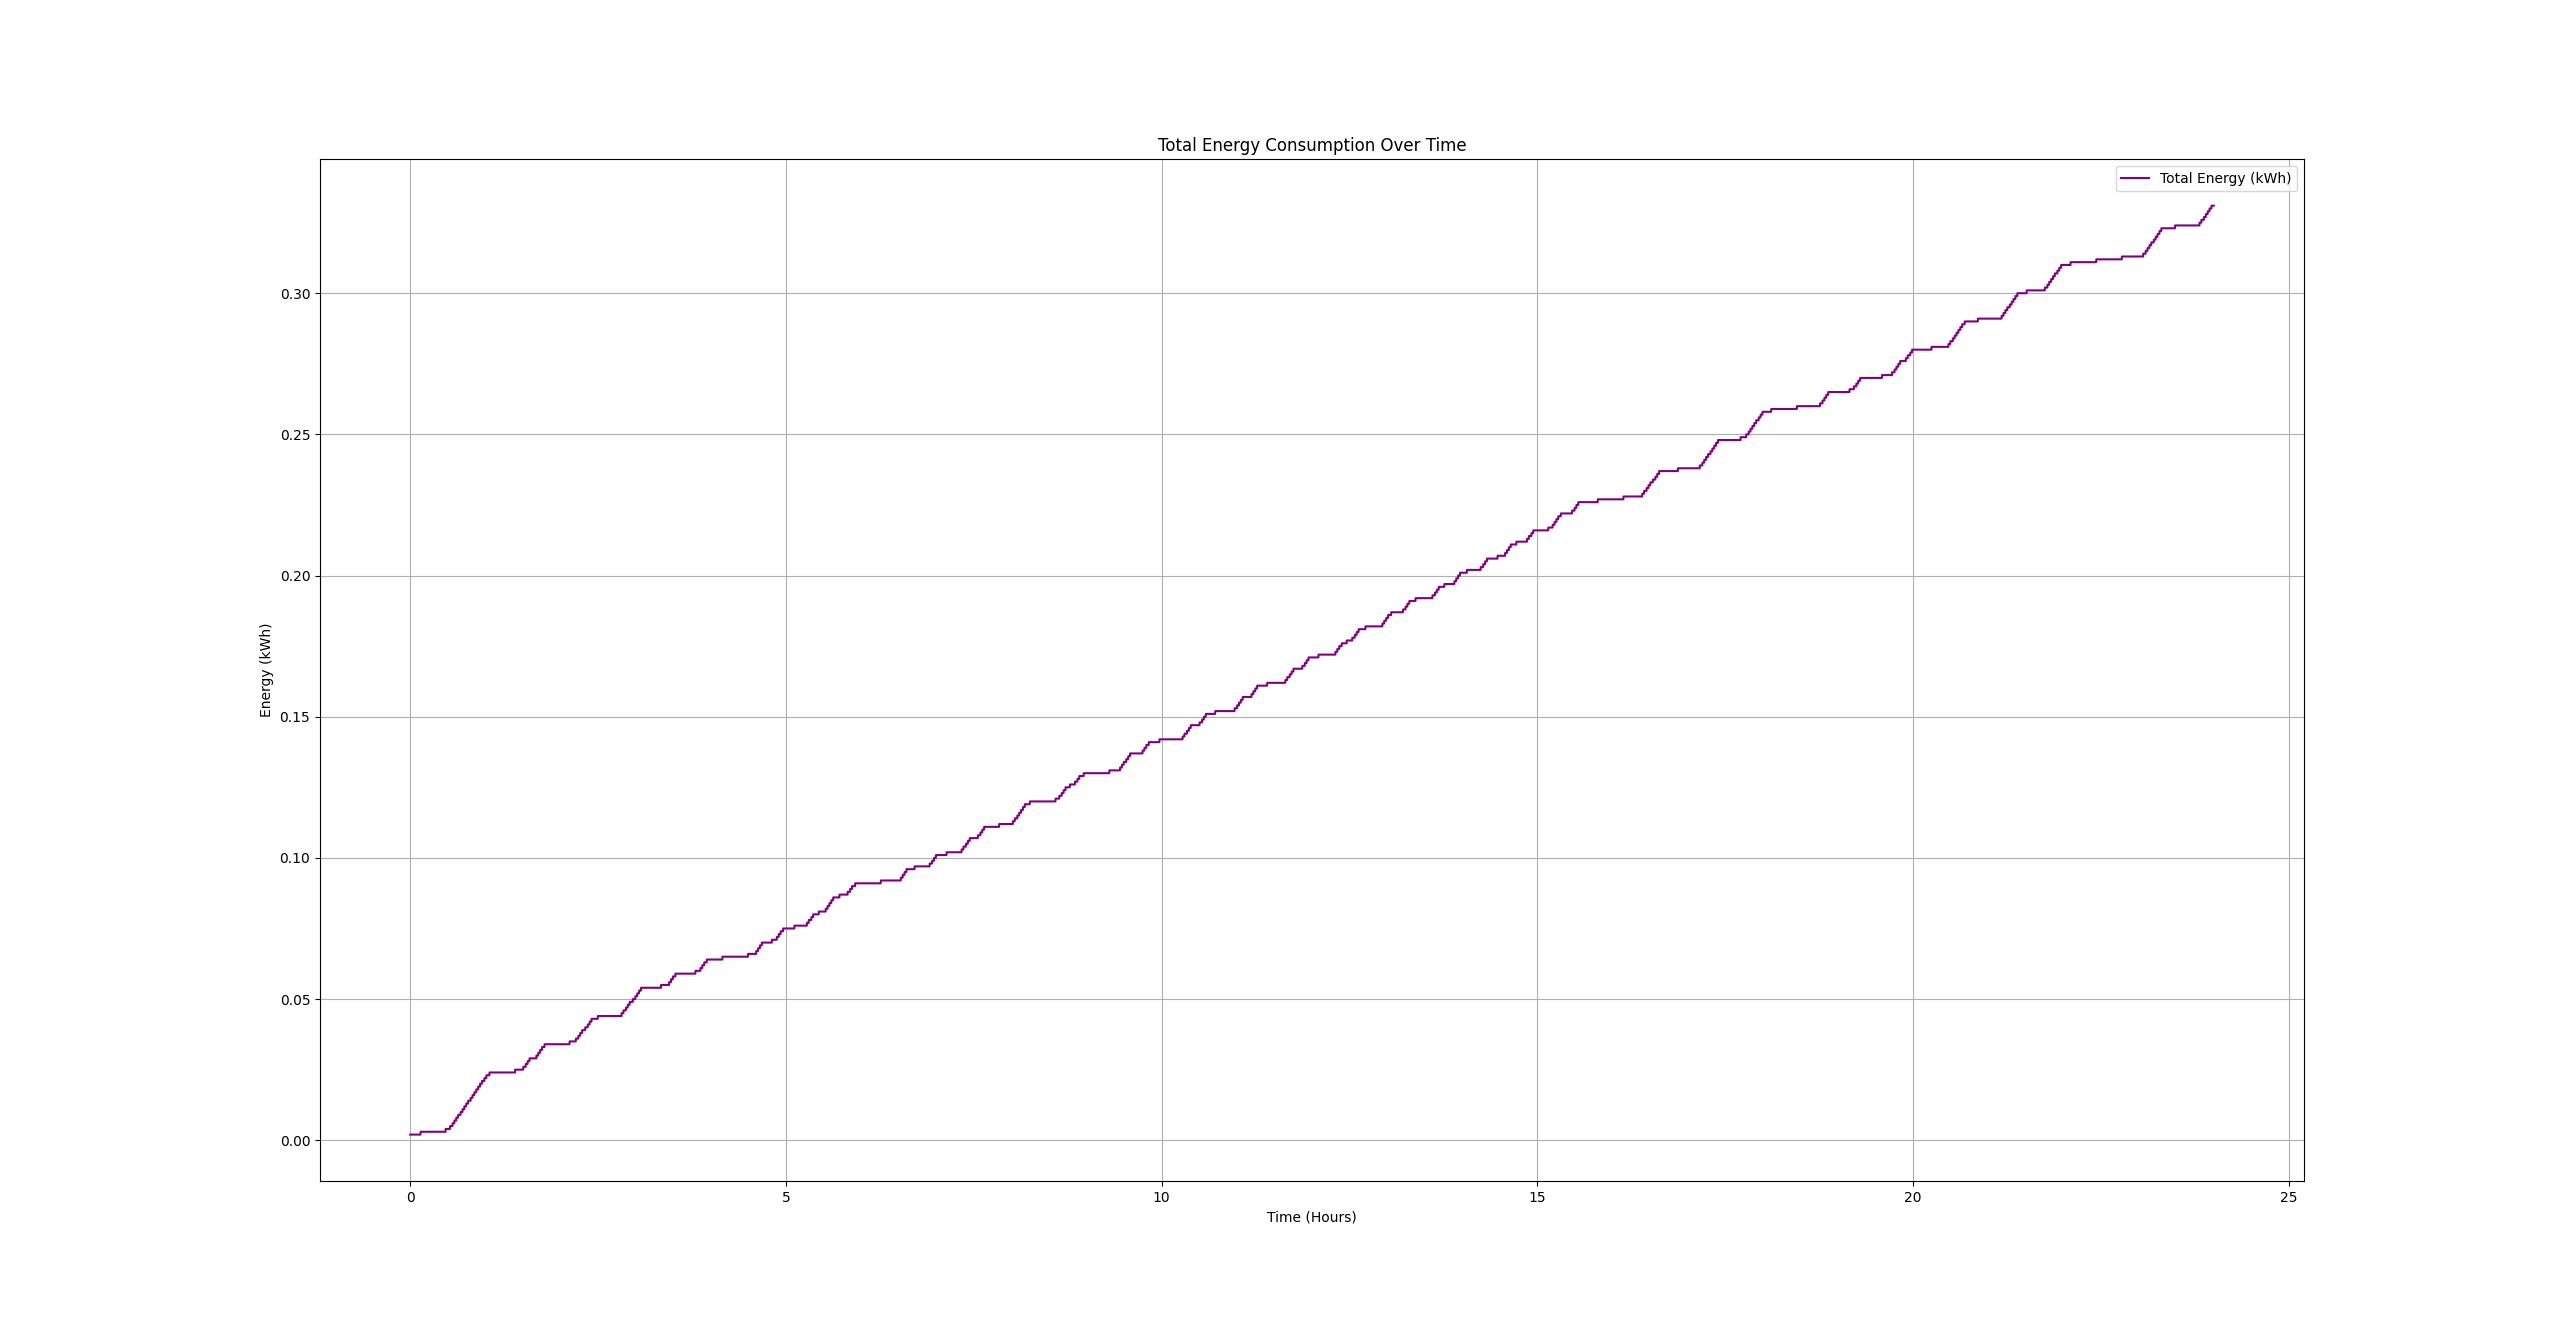 Total Energy Consumption Over Time
Total Energy (kWh)
0.30
0.25
0.20
0.15
0.10
0.05
0.00
Energy (kWh)
0 5 10 15 20 25
Time (Hours)